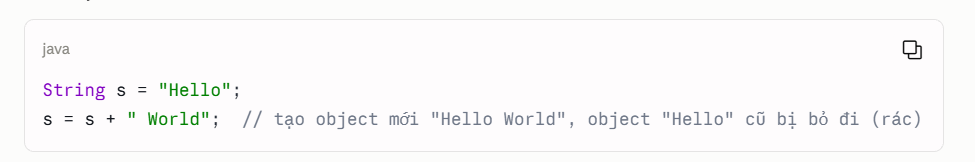 java
String s = "Hello";
s = s + " World";  // tạo object mới "Hello World", object "Hello" cũ bị bỏ đi (rác)